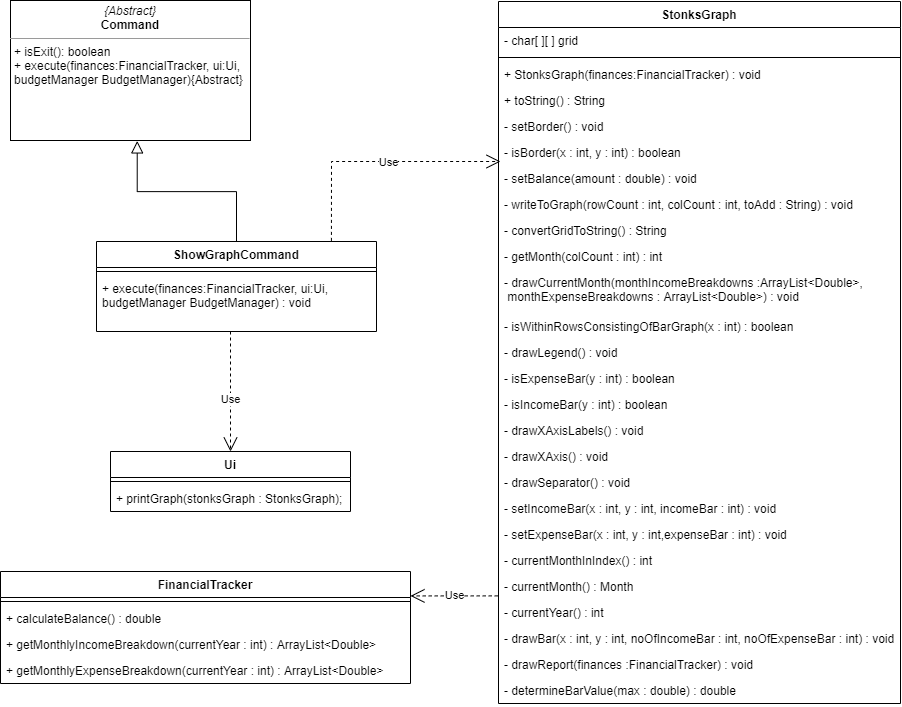 {Abstract}
Command
+ isExit(): boolean
+ execute(finances:FinancialTracker, ui:Ui,
budgetManager BudgetManager){Abstract}
StonksGraph
- char[ ][ ] grid
+ StonksGraph(finances:FinancialTracker) : void
+ toString() : String
- setBorder() : void
- isBorder(x : int, y : int) : boolean
- setBalance(amount : double) : void
- writeToGraph(rowCount : int, colCount : int, toAdd : String) : void
- convertGridToString() : String
- getMonth(colCount : int) : int
- drawCurrentMonth(monthIncomeBreakdowns :ArrayList<Double>,
monthExpenseBreakdowns : ArrayList<Double>) : void
- isWithinRowsConsistingOfBarGraph(x : int) : boolean
- drawLegend() : void
- isExpenseBar(y : int) : boolean
- isIncomeBar(y : int) : boolean
- drawXAxisLabels() : void
- drawXAxis() : void
- drawSeparator() : void
- setIncomeBar(x : int, y : int, incomeBar : int) : void
- setExpenseBar(x : int, y : int,expenseBar : int) : void
- currentMonthInIndex() : int
- currentMonth() : Month
- currentYear() : int
- drawBar(x : int, y : int, noOfIncomeBar : int, noOfExpenseBar : int) : void
- drawReport(finances :FinancialTracker) : void
- determineBarValue(max : double) : double
Use
ShowGraphCommand
+ execute(finances:FinancialTracker, ui:Ui,
budgetManager BudgetManager) : void
Use
Ui
+ printGraph(stonksGraph : StonksGraph);
FinancialTracker
+ calculateBalance() : double
+ getMonthlyIncomeBreakdown(currentYear : int) : ArrayList<Double>
+ getMonthlyExpenseBreakdown(currentYear : int) : ArrayList<Double>
Use